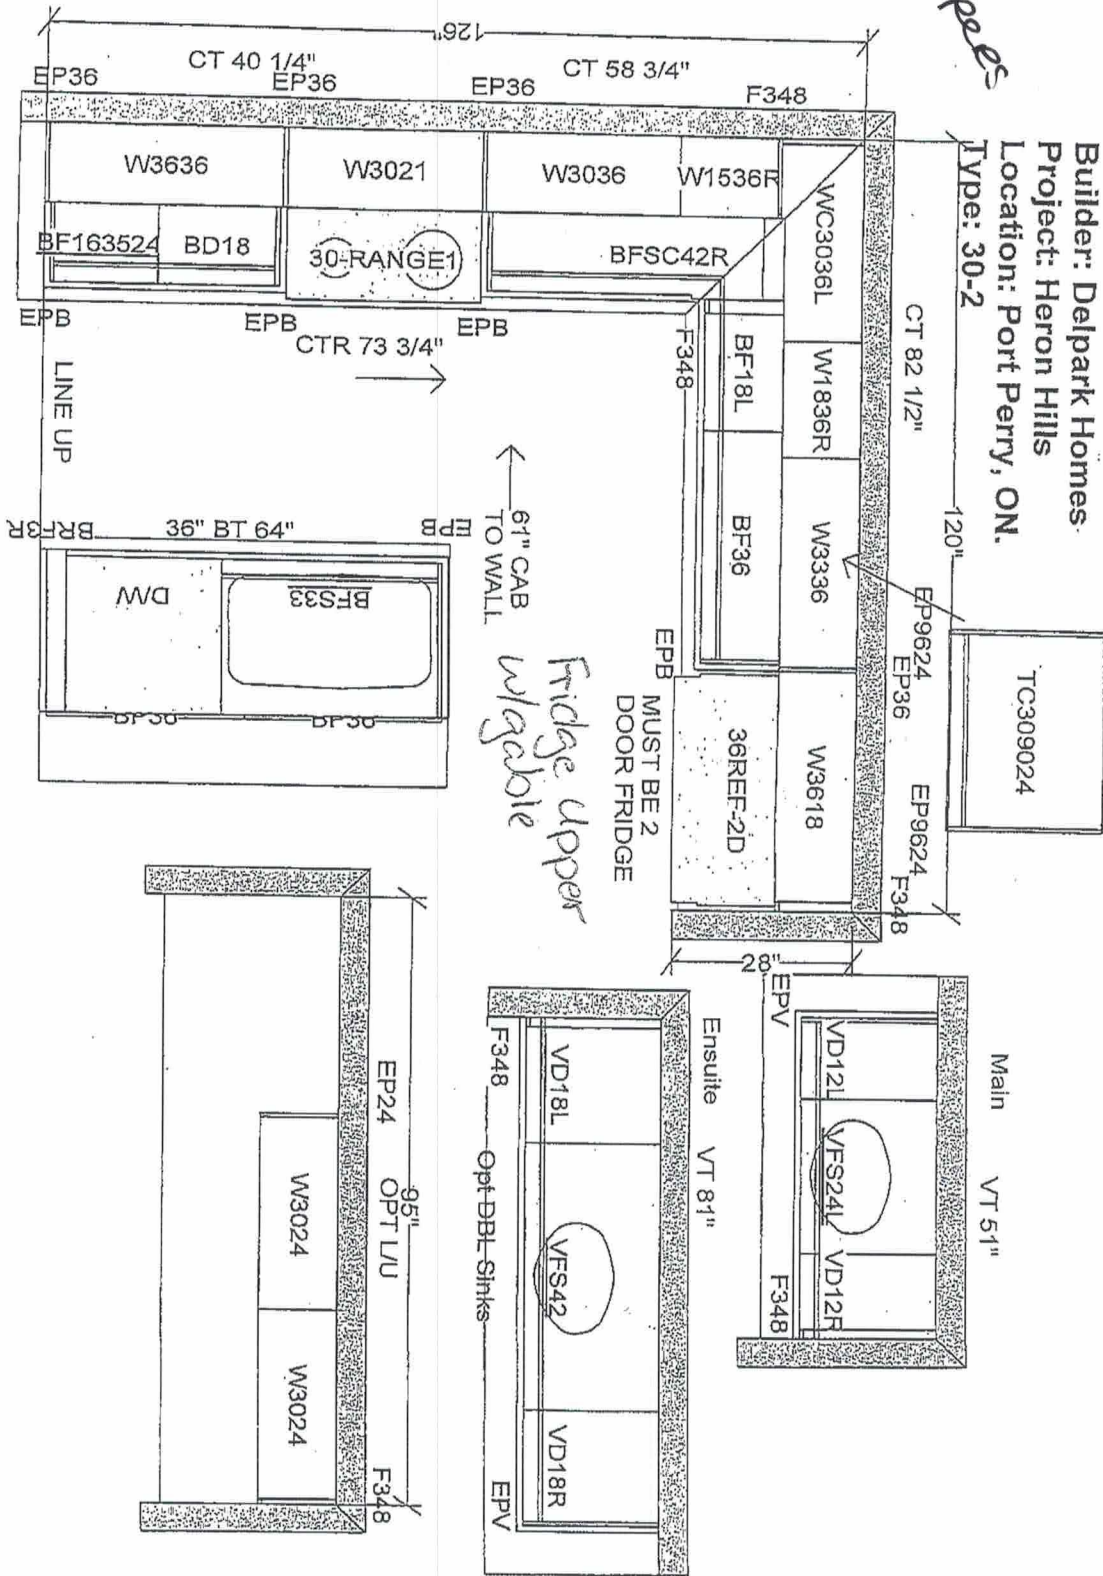 Builder: Delpark Homes
Project: Heron Hills
Location: Port Perry, ON.
Type: 30-2
126"
CT 40 1/4"
CT 58 3/4"
EP36
EP36
EP36
F348
W3636
W3021
W3036
W1536R
WC3036L
BF163524
BD18
30-RANGE1
BFSC42R
EPB
EPB
EPB
CTR 73 3/4"
F348
CT 82 1/2"
120"
BF18L
W1836R
BF36
W3336
EP9624
EP36
EP9624
F348
TC309024
EPB
36REF-2D
W3618
MUST BE 2
DOOR FRIDGE
Fridge Upper
w/gable
28"
LINE UP
61" CAB
TO WALL
BRF3R
36" BT 64"
EPB
D/W
BFS33
BP36
BP36
Main
VT 51"
EPV
VD12L
VFS24L
VD12R
F348
Ensuite
VT 81"
VD18L
VFS42
VD18R
F348
Opt DBL Sinks
EPV
95"
EP24
OPT L/U
F348
W3024
W3024